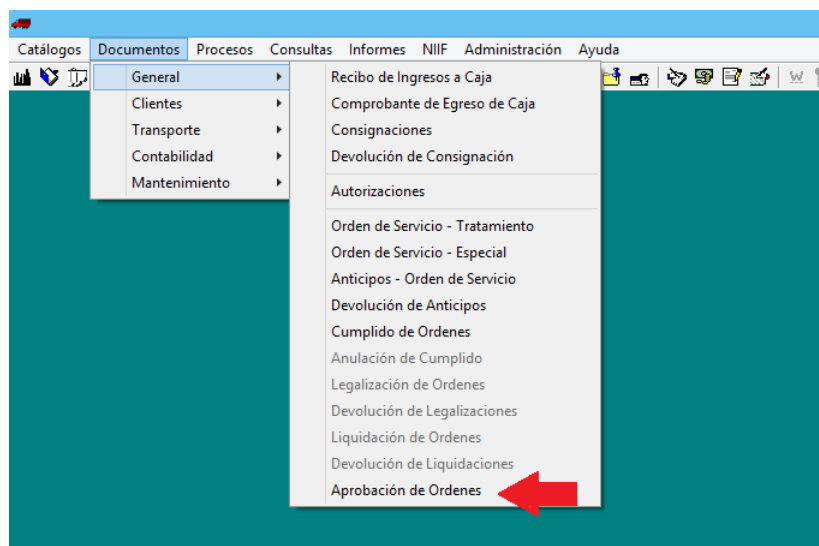 Catálogos Documentos Procesos Consultas Informes NIIF Administración Ayuda
General
Clientes
Transporte
Contabilidad
Mantenimiento
Recibo de Ingresos a Caja
Comprobante de Egreso de Caja
Consignaciones
Devolución de Consignación
Autorizaciones
Orden de Servicio - Tratamiento
Orden de Servicio - Especial
Anticipos - Orden de Servicio
Devolución de Anticipos
Cumplido de Ordenes
Anulación de Cumplido
Legalización de Ordenes
Devolución de Legalizaciones
Liquidación de Ordenes
Devolución de Liquidaciones
Aprobación de Ordenes